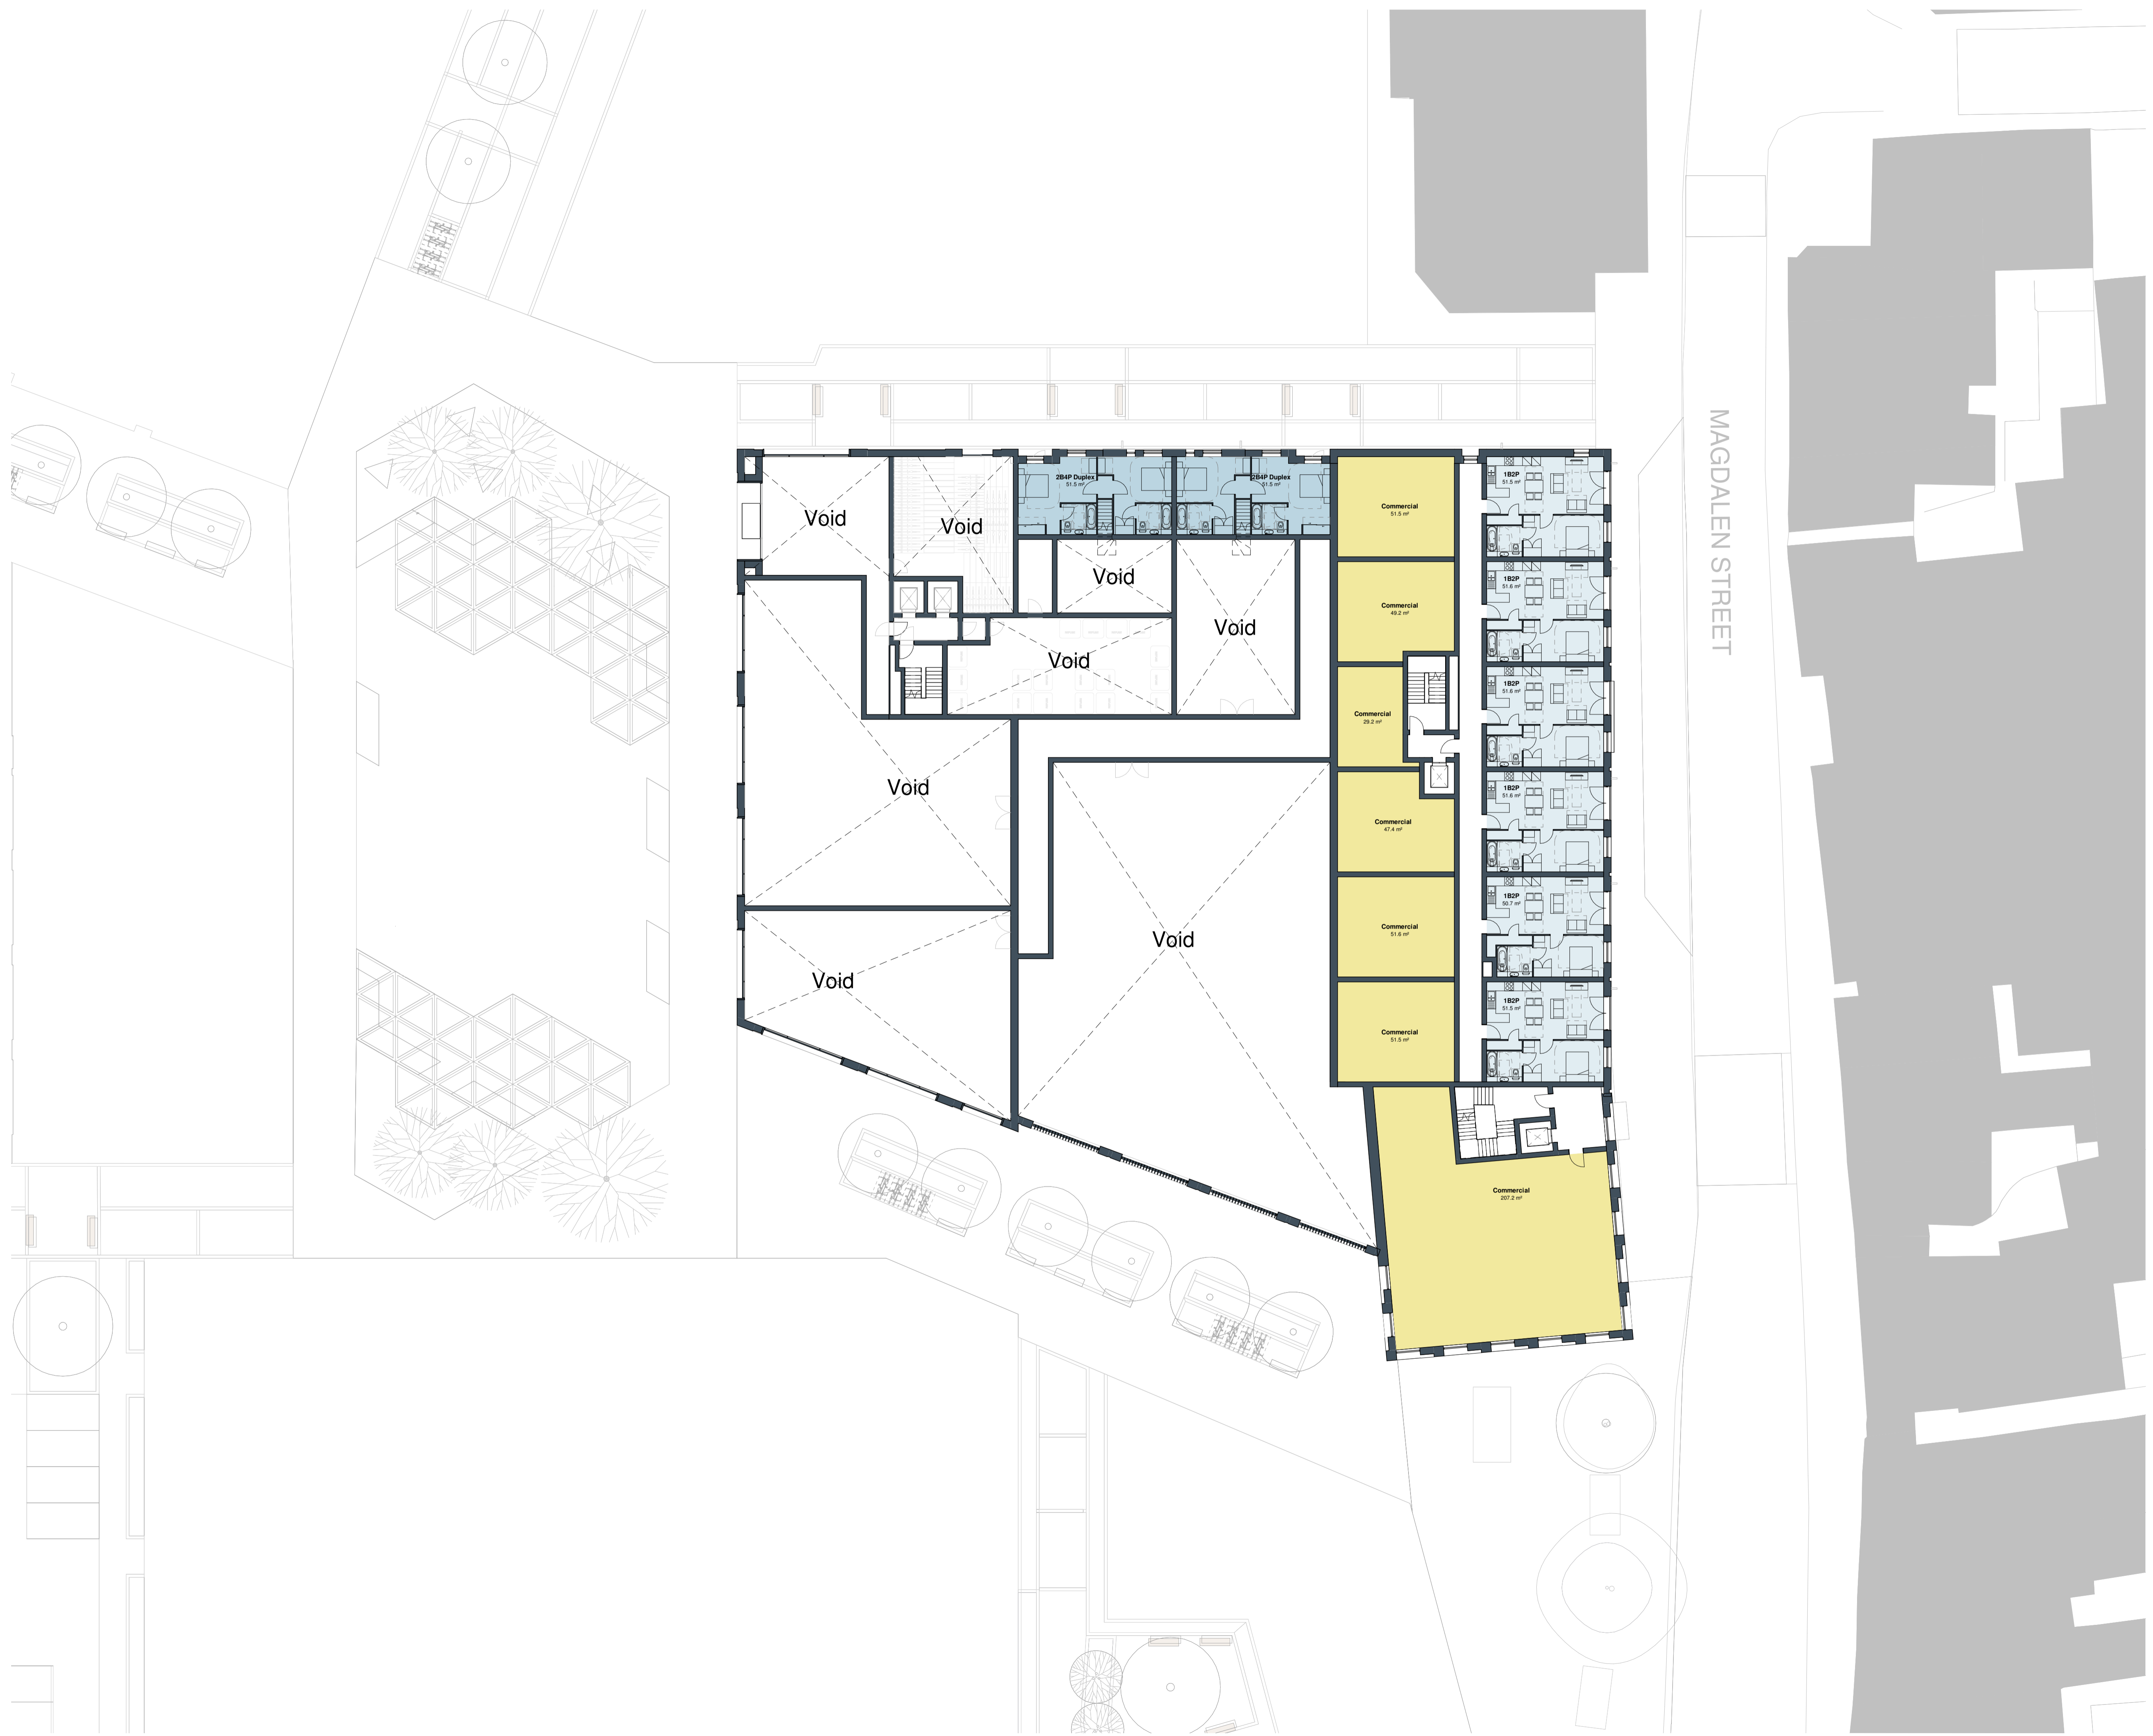 MAGDALEN STREET
2B4P Duplex
51.5 m²
2B4P Duplex
51.5 m²
Commercial
51.5 m²
1B2P
51.5 m²
Void
Void
Void
Commercial
49.2 m²
1B2P
51.6 m²
Void
Void
Commercial
29.2 m²
1B2P
51.6 m²
Void
Commercial
47.4 m²
1B2P
51.6 m²
Void
Commercial
51.6 m²
1B2P
50.7 m²
Void
Commercial
51.5 m²
1B2P
51.5 m²
Commercial
207.2 m²